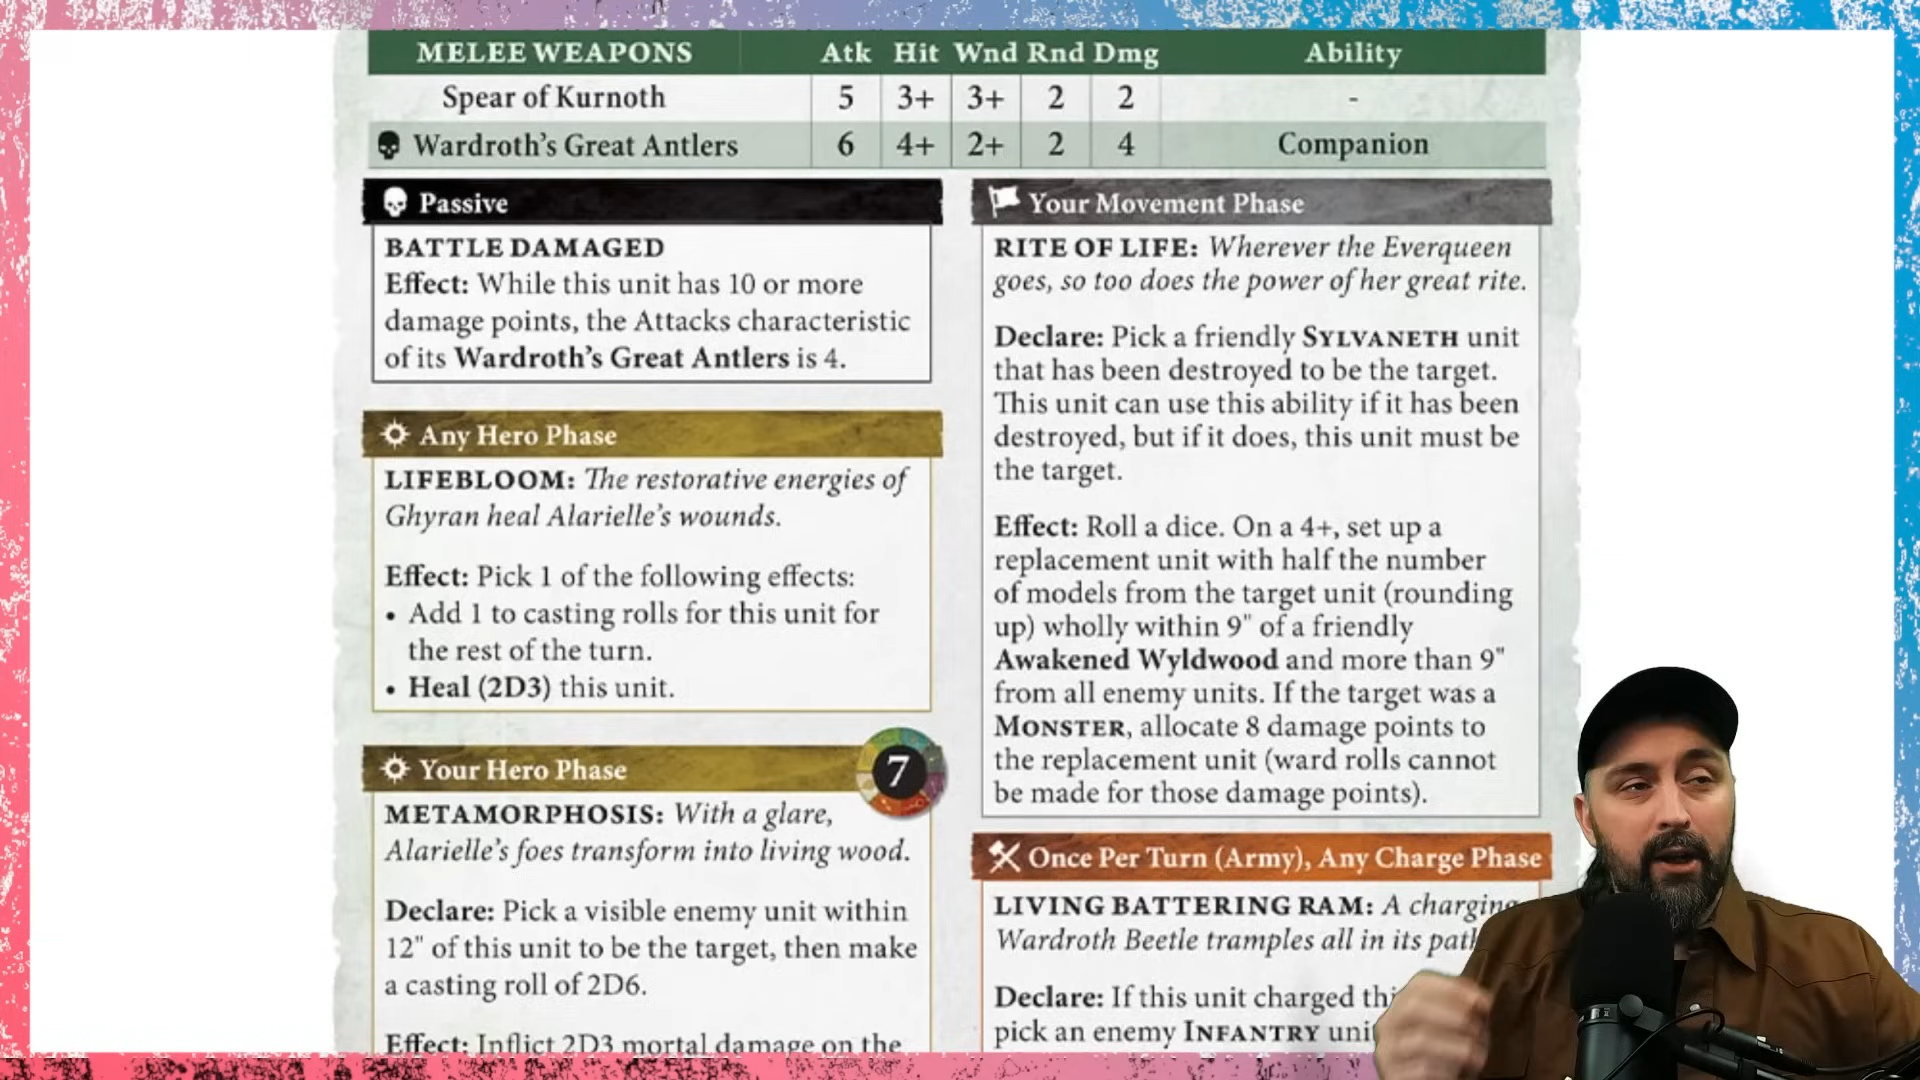 MELEE WEAPONS Atk Hit Wnd Rnd Dmg Ability
Spear of Kurnoth 5 3+ 3+ 2 2 -
Wardroth's Great Antlers 6 4+ 2+ 2 4 Companion
Passive
BATTLE DAMAGED
Effect: While this unit has 10 or more
damage points, the Attacks characteristic
of its Wardroth's Great Antlers is 4.
Any Hero Phase
LIFEBLOOM: The restorative energies of
Ghyran heal Alarielle's wounds.
Effect: Pick 1 of the following effects:
• Add 1 to casting rolls for this unit for
the rest of the turn.
• Heal (2D3) this unit.
Your Hero Phase
7
METAMORPHOSIS: With a glare,
Alarielle's foes transform into living wood.
Declare: Pick a visible enemy unit within
12" of this unit to be the target, then make
a casting roll of 2D6.
Effect: Inflict 2D3 mortal damage on the
Your Movement Phase
RITE OF LIFE: Wherever the Everqueen
goes, so too does the power of her great rite.
Declare: Pick a friendly SYLVANETH unit
that has been destroyed to be the target.
This unit can use this ability if it has been
destroyed, but if it does, this unit must be
the target.
Effect: Roll a dice. On a 4+, set up a
replacement unit with half the number
of models from the target unit (rounding
up) wholly within 9" of a friendly
Awakened Wyldwood and more than 9"
from all enemy units. If the target was a
MONSTER, allocate 8 damage points to
the replacement unit (ward rolls cannot
be made for those damage points).
Once Per Turn (Army), Any Charge Phase
LIVING BATTERING RAM: A charging
Wardroth Beetle tramples all in its
Declare: If this unit charged
pick an enemy INFANTRY